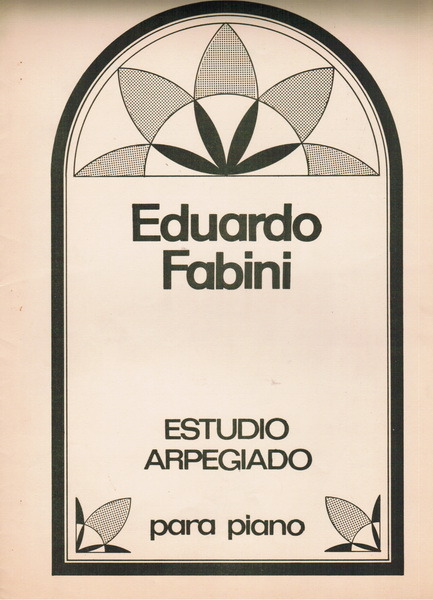 Eduardo
Fabini
ESTUDIO
ARPEGIADO
para piano